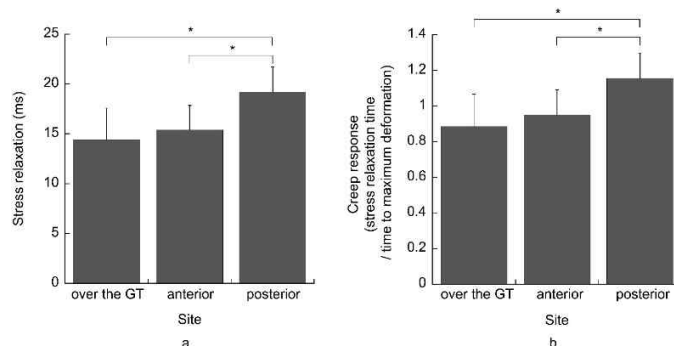 *
*
25
20
15
10
5
0
Stress relaxation (ms)
over the GT anterior posterior
Site
a
*
*
1.4
1.2
1
0.8
0.6
0.4
0.2
0
Creep response
(stress relaxation time
/ time to maximum deformation)
over the GT anterior posterior
Site
b